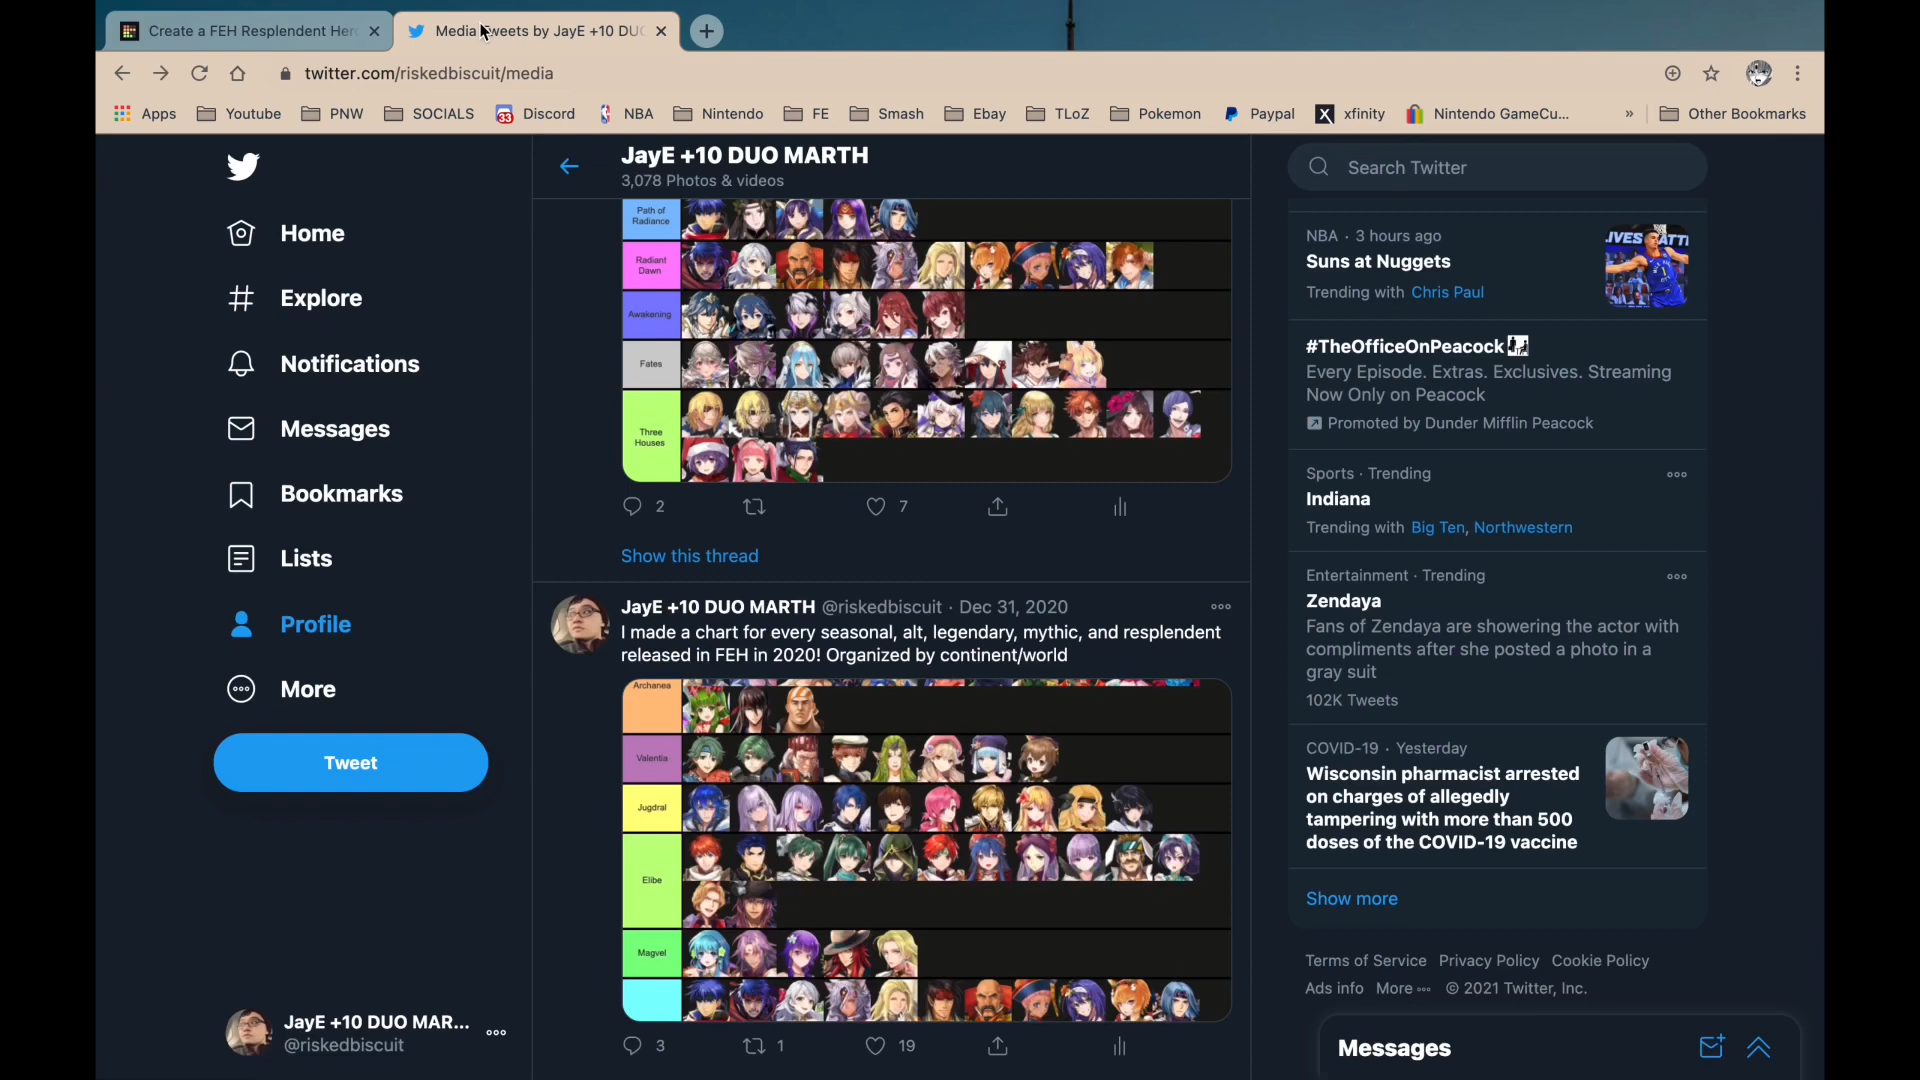 Create a FEH Resplendent Her
Media Tweets by JayE +10 DUO
twitter.com/riskedbiscuit/media
Apps
Youtube
PNW
SOCIALS
33
Discord
NBA
Nintendo
FE
Smash
Ebay
TLoZ
Pokemon
Paypal
X
xfinity
Nintendo GameCu...
»
Other Bookmarks
Home
Explore
Notifications
Messages
Bookmarks
Lists
Profile
More
Tweet
JayE +10 DUO MAR...
@riskedbiscuit
JayE +10 DUO MARTH
3,078 Photos & videos
Path of
Radiance
Radiant
Dawn
Awakening
Fates
Three
Houses
2
7
Show this thread
JayE +10 DUO MARTH @riskedbiscuit · Dec 31, 2020
I made a chart for every seasonal, alt, legendary, mythic, and resplendent
released in FEH in 2020! Organized by continent/world
Archanea
Valentia
Jugdral
Elibe
Magvel
3
1
19
Search Twitter
NBA · 3 hours ago
Suns at Nuggets
Trending with Chris Paul
#TheOfficeOnPeacock
Every Episode. Extras. Exclusives. Streaming
Now Only on Peacock
Promoted by Dunder Mifflin Peacock
Sports · Trending
Indiana
Trending with Big Ten, Northwestern
Entertainment · Trending
Zendaya
Fans of Zendaya are showering the actor with
compliments after she posted a photo in a
gray suit
102K Tweets
COVID-19 · Yesterday
Wisconsin pharmacist arrested
on charges of allegedly
tampering with more than 500
doses of the COVID-19 vaccine
Show more
Terms of Service Privacy Policy Cookie Policy
Ads info More © 2021 Twitter, Inc.
Messages